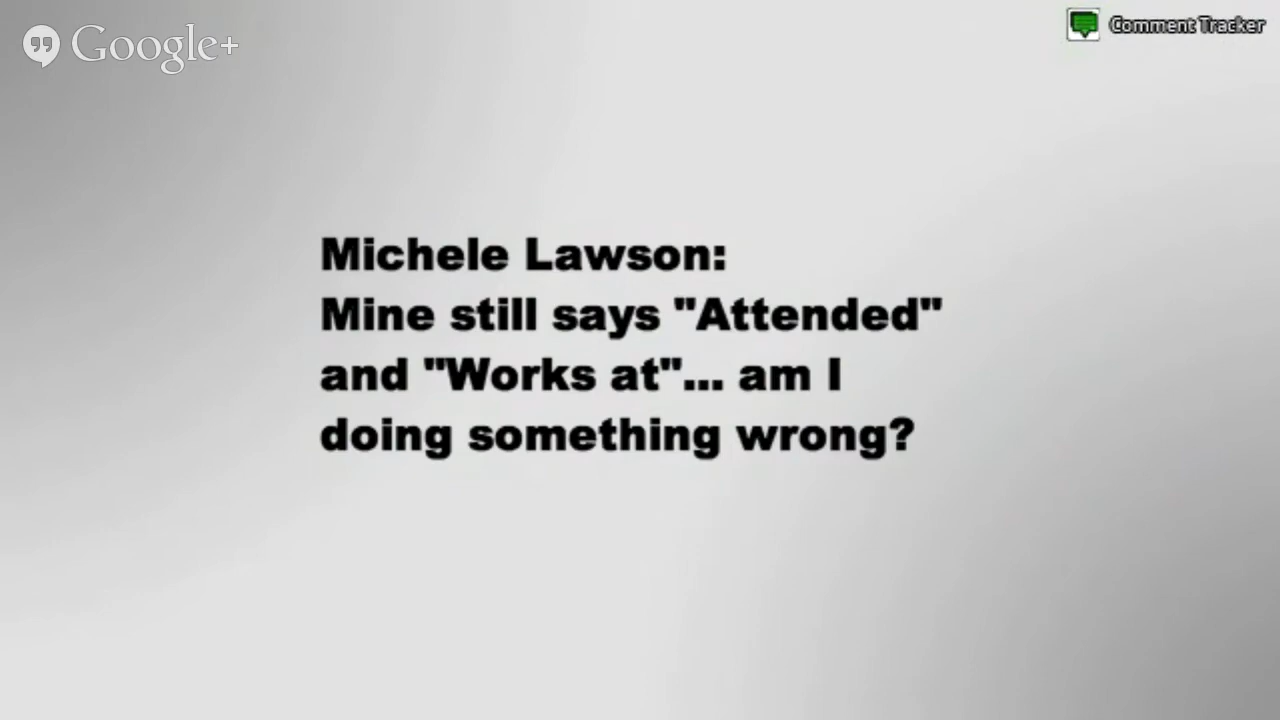 Google+
Comment Tracker
Michele Lawson:
Mine still says "Attended"
and "Works at"... am I
doing something wrong?